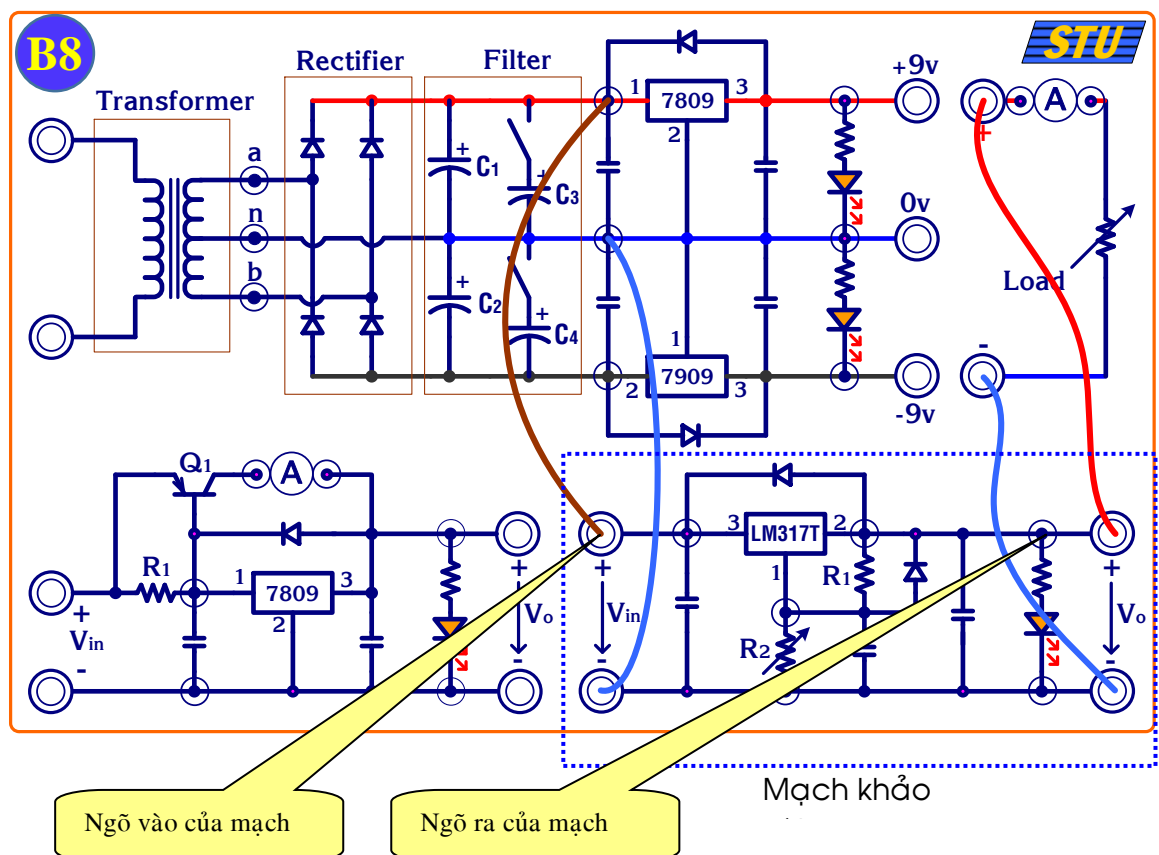 B8
STU
Rectifier
Filter
Transformer
+9v
1
7809
3
2
A
+
a
+
C1
+
C3
n
0v
b
Load
+
C2
+
C4
1
-
2
7909
3
-9v
Q1
A
3
LM317T
2
R1
1
7809
3
+
+
1
R1
+
+
Vin
2
Vo
Vin
R2
Vo
-
-
-
-
Mạch khảo
Ngõ vào của mạch
Ngõ ra của mạch